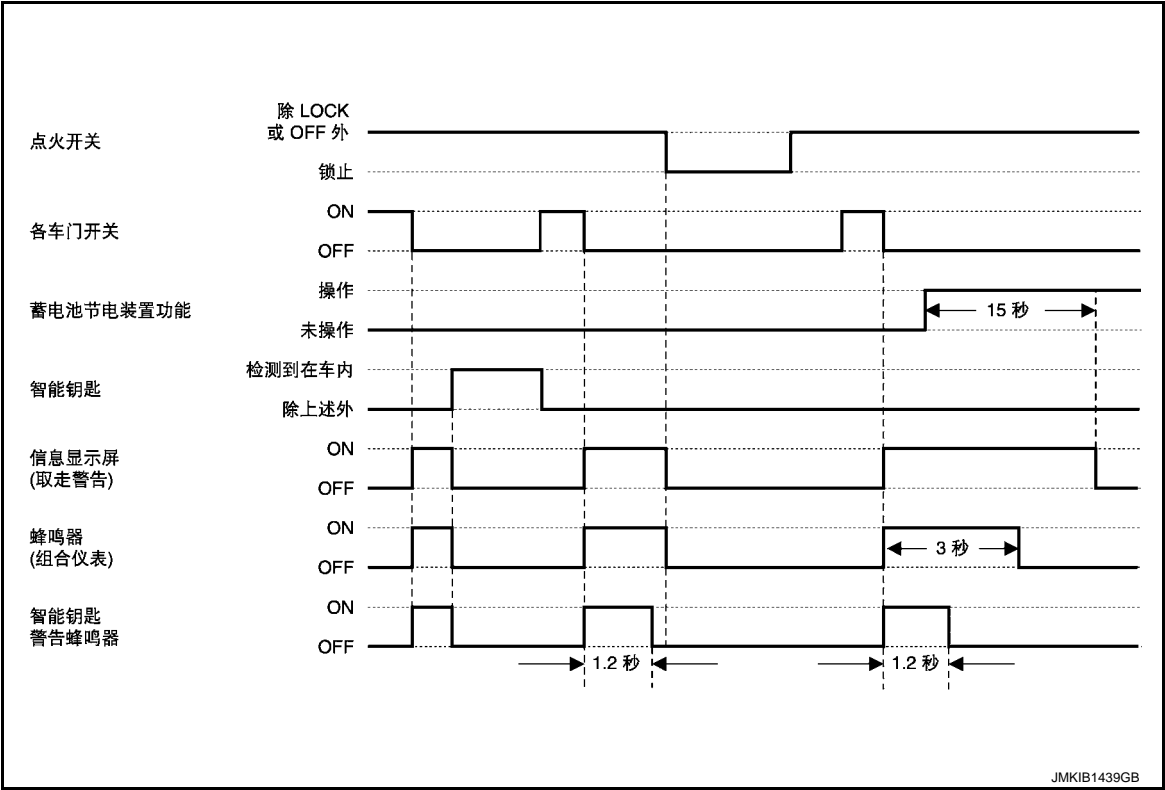 除 LOCK
或 OFF 外
点火开关
锁止
ON
各车门开关
OFF
操作
蓄电池节电装置功能
15 秒
未操作
检测到在车内
智能钥匙
除上述外
信息显示屏
(取走警告)
ON
OFF
蜂鸣器
(组合仪表)
ON
3 秒
OFF
智能钥匙
警告蜂鸣器
ON
OFF
1.2 秒
1.2 秒
JMKIB1439GB